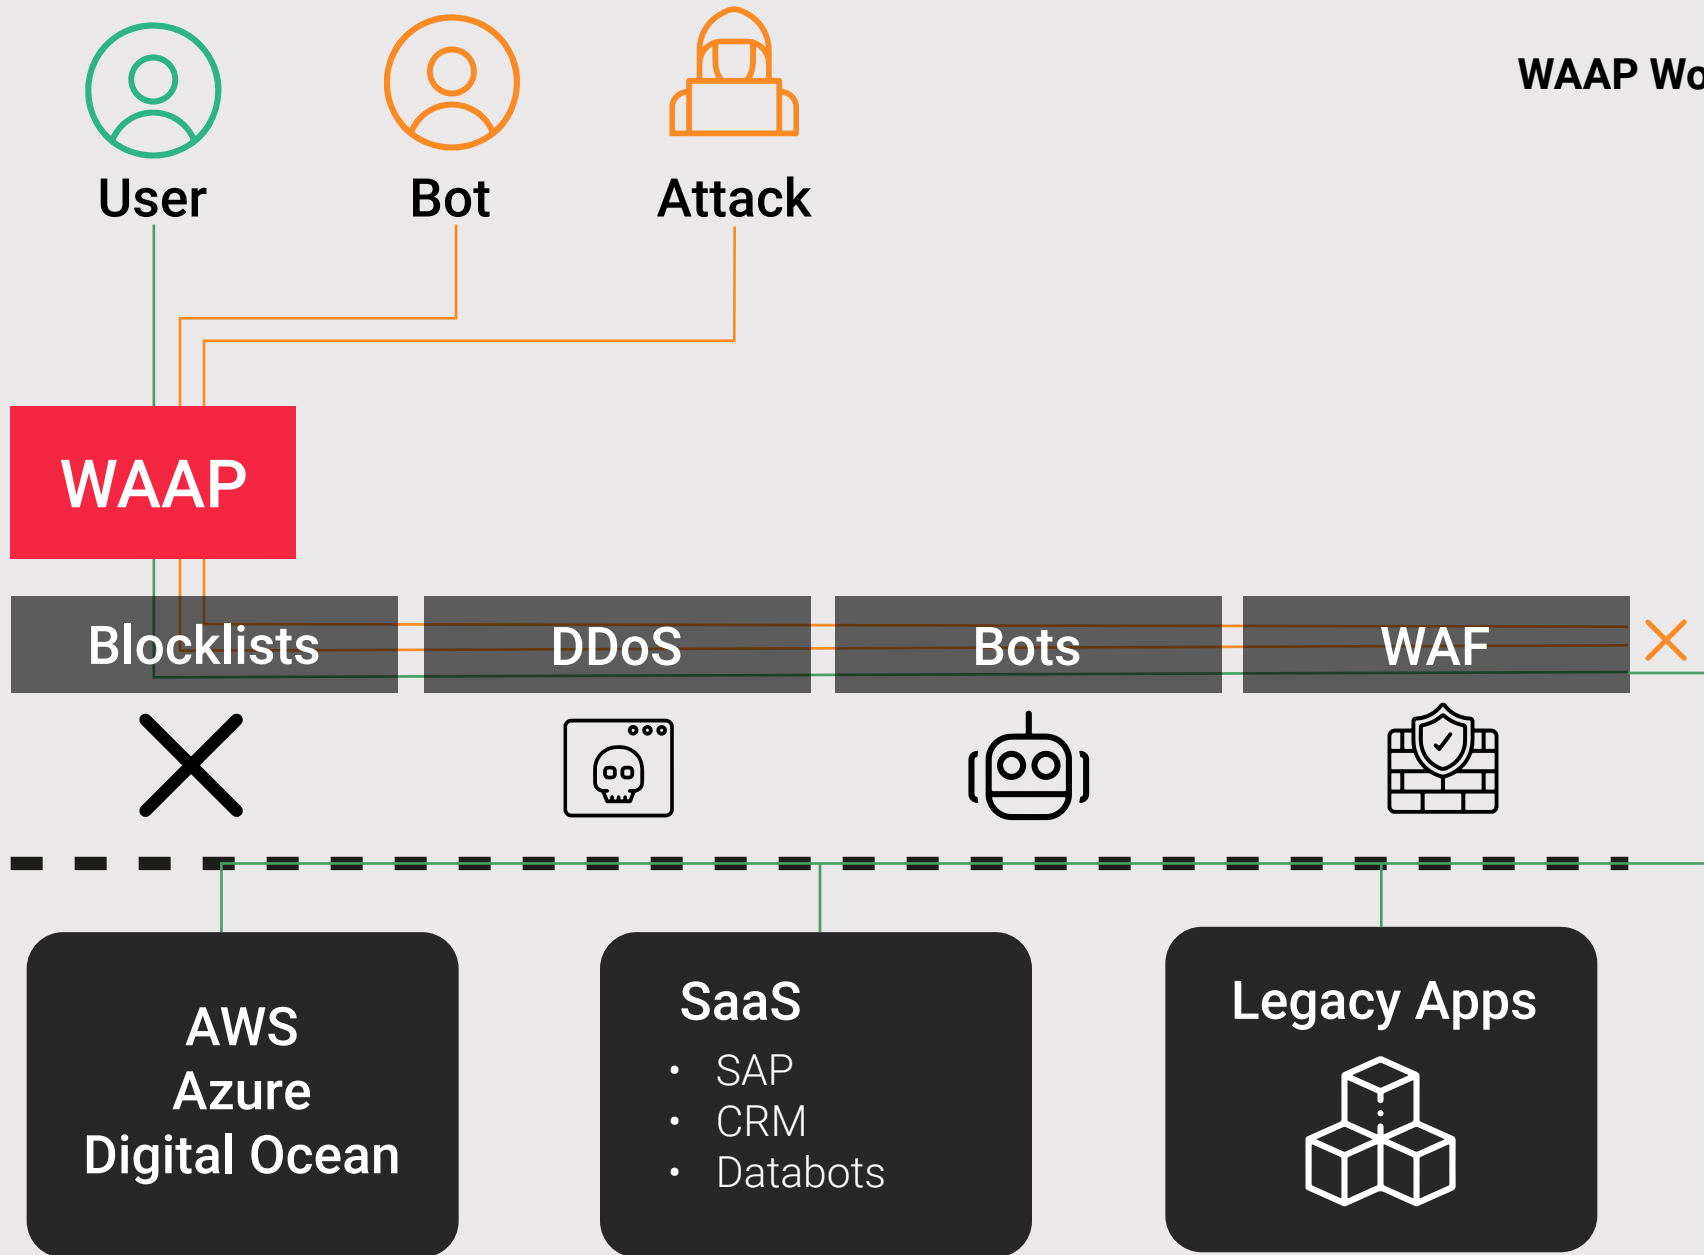 WAAP Wo
User
Bot
Attack
WAAP
Blocklists
DDoS
Bots
WAF
AWS
Azure
Digital Ocean
SaaS
• SAP
• CRM
• Databots
Legacy Apps